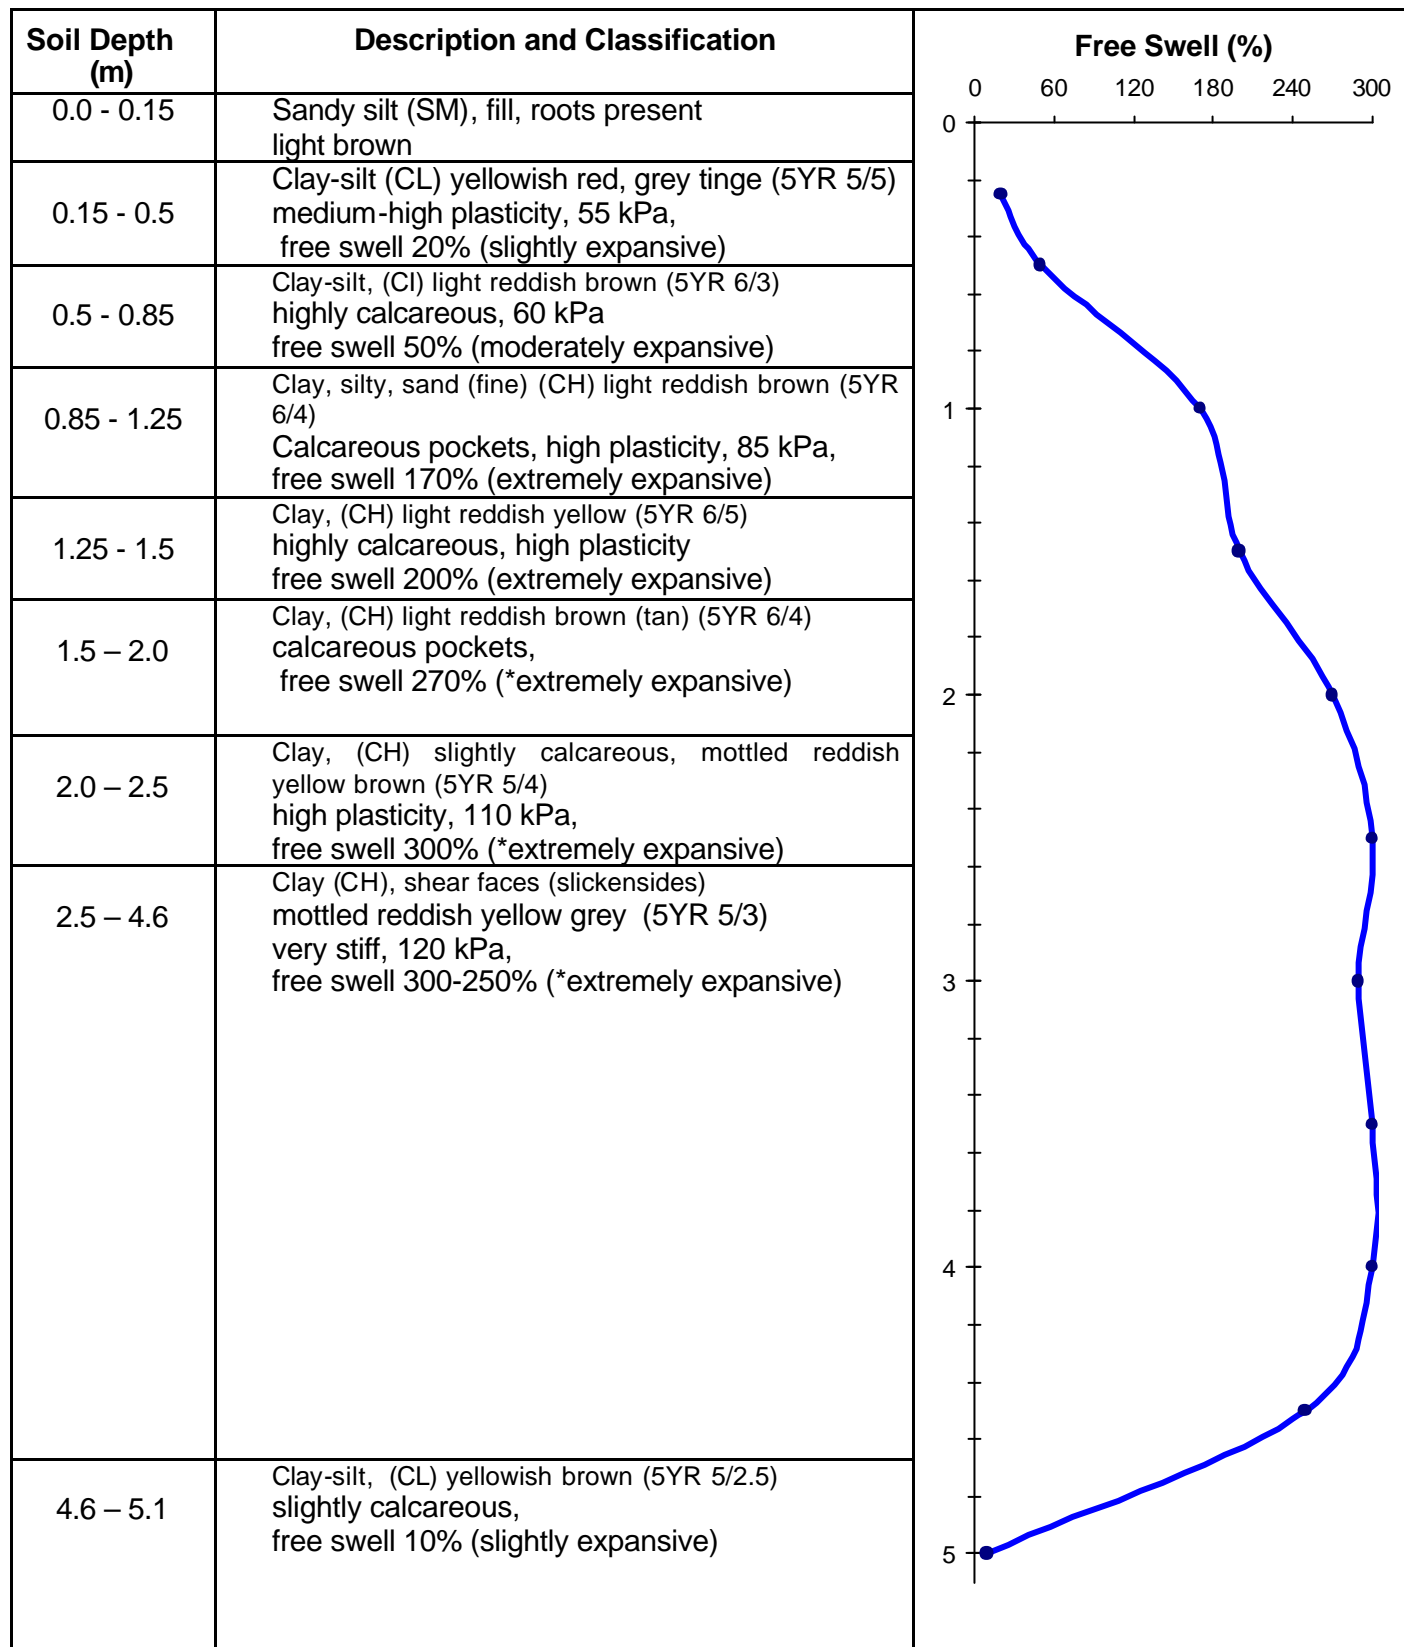 Soil Depth
(m)
Description and Classification
Free Swell (%)
0.0 - 0.15
Sandy silt (SM), fill, roots present
light brown
0.15 - 0.5
Clay-silt (CL) yellowish red, grey tinge (5YR 5/5)
medium-high plasticity, 55 kPa,
free swell 20% (slightly expansive)
0.5 - 0.85
Clay-silt, (CI) light reddish brown (5YR 6/3)
highly calcareous, 60 kPa
free swell 50% (moderately expansive)
0.85 - 1.25
Clay, silty, sand (fine) (CH) light reddish brown (5YR
6/4)
Calcareous pockets, high plasticity, 85 kPa,
free swell 170% (extremely expansive)
1.25 - 1.5
Clay, (CH) light reddish yellow (5YR 6/5)
highly calcareous, high plasticity
free swell 200% (extremely expansive)
1.5 – 2.0
Clay, (CH) light reddish brown (tan) (5YR 6/4)
calcareous pockets,
free swell 270% (*extremely expansive)
2.0 – 2.5
Clay, (CH) slightly calcareous, mottled reddish
yellow brown (5YR 5/4)
high plasticity, 110 kPa,
free swell 300% (*extremely expansive)
2.5 – 4.6
Clay (CH), shear faces (slickensides)
mottled reddish yellow grey (5YR 5/3)
very stiff, 120 kPa,
free swell 300-250% (*extremely expansive)
4.6 – 5.1
Clay-silt, (CL) yellowish brown (5YR 5/2.5)
slightly calcareous,
free swell 10% (slightly expansive)
0 60 120 180 240 300
0
1
2
3
4
5